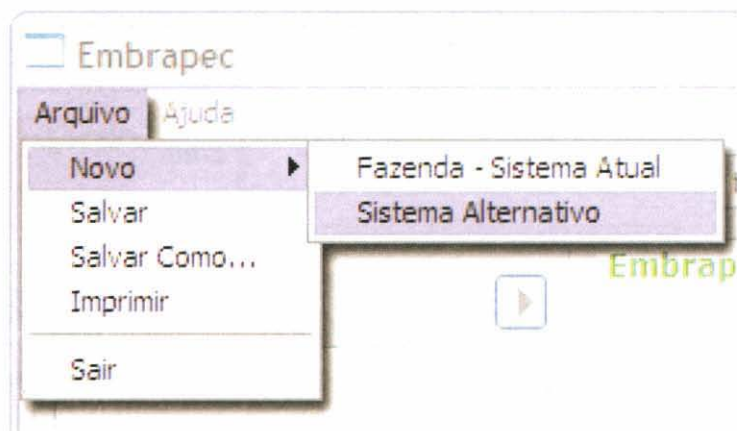 Embrapec
Arquivo Ajuda
Novo
Fazenda - Sistema Atual
Salvar
Sistema Alternativo
Salvar Como...
Embrap
Imprimir
Sair